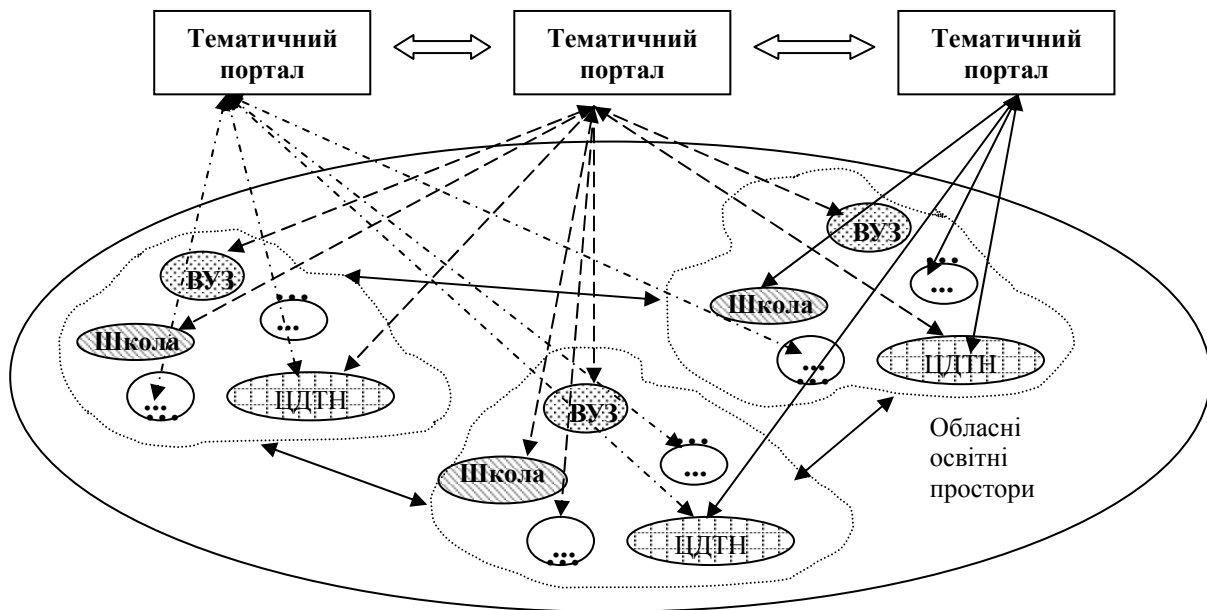 Тематичний
портал
Тематичний
портал
Тематичний
портал
ВУЗ
...
...
Школа
...
...
ЦДТН
ВУЗ
...
...
Школа
...
...
ЦДТН
ВУЗ
...
...
Школа
...
...
ЦДТН
Обласні
освітні
простори